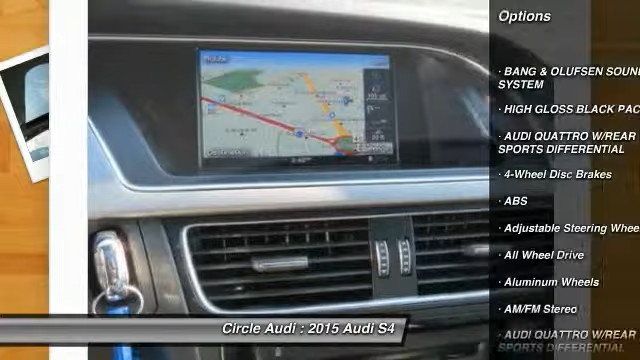 Options
· BANG & OLUFSEN SOUN
SYSTEM
· HIGH GLOSS BLACK PAC
· AUDI QUATTRO W/REAR
SPORTS DIFFERENTIAL
· 4-Wheel Disc Brakes
· ABS
· Adjustable Steering Whee
· All Wheel Drive
· Aluminum Wheels
· AM/FM Stereo
· AUDI QUATTRO W/REAR
SPORTS DIFFERENTIAL
Circle Audi : 2015 Audi S4